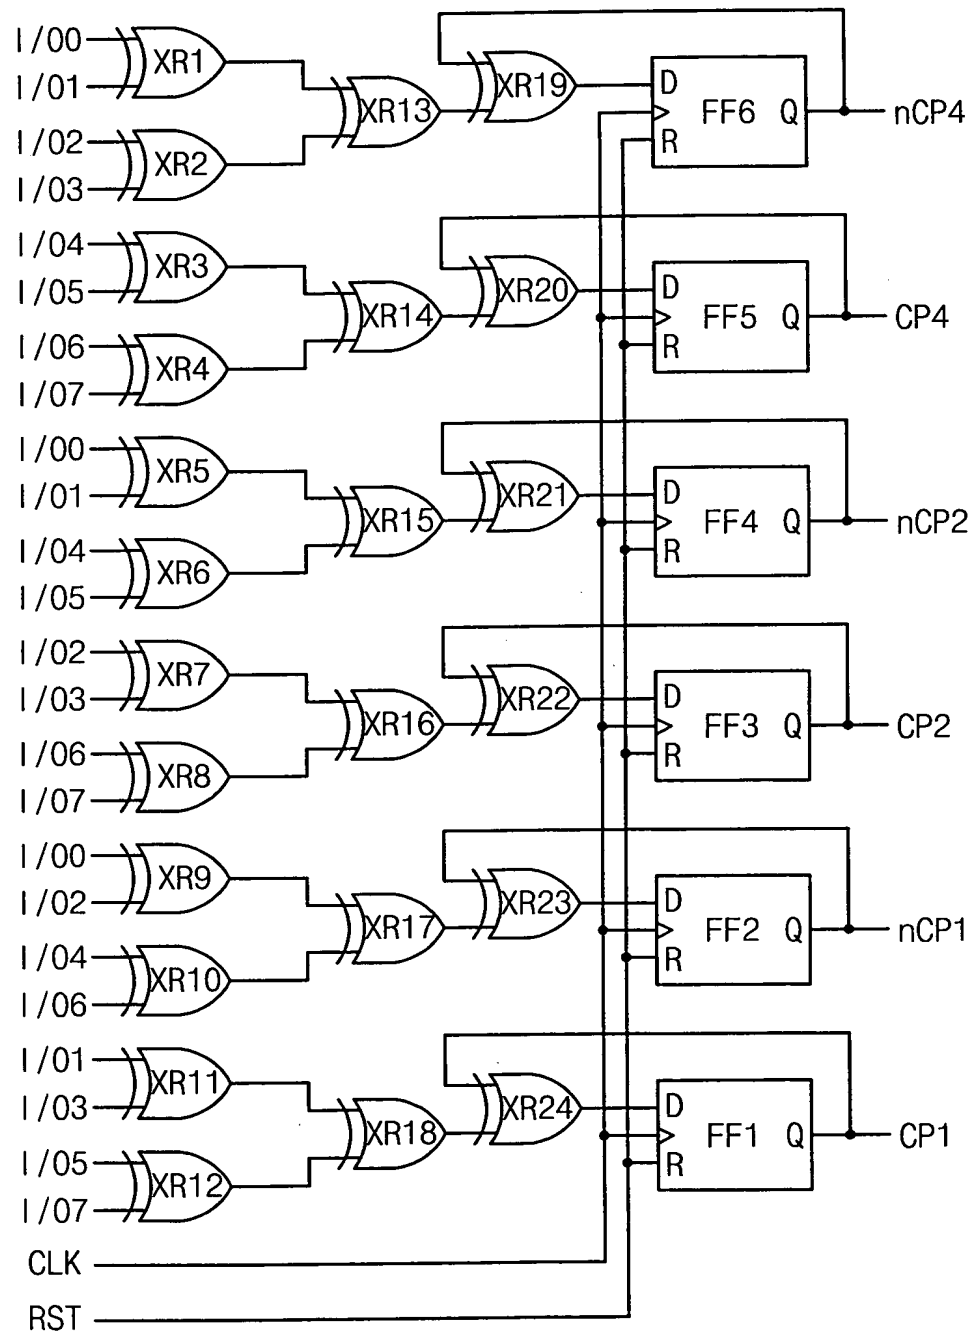 I/00
I/01
XR1
I/02
I/03
XR2
XR13
XR19
D
R
FF6
Q
nCP4
I/04
I/05
XR3
I/06
I/07
XR4
XR14
XR20
D
R
FF5
Q
CP4
I/00
I/01
XR5
I/04
I/05
XR6
XR15
XR21
D
R
FF4
Q
nCP2
I/02
I/03
XR7
I/06
I/07
XR8
XR16
XR22
D
R
FF3
Q
CP2
I/00
I/02
XR9
I/04
I/06
XR10
XR17
XR23
D
R
FF2
Q
nCP1
I/01
I/03
XR11
I/05
I/07
XR12
XR18
XR24
D
R
FF1
Q
CP1
CLK
RST